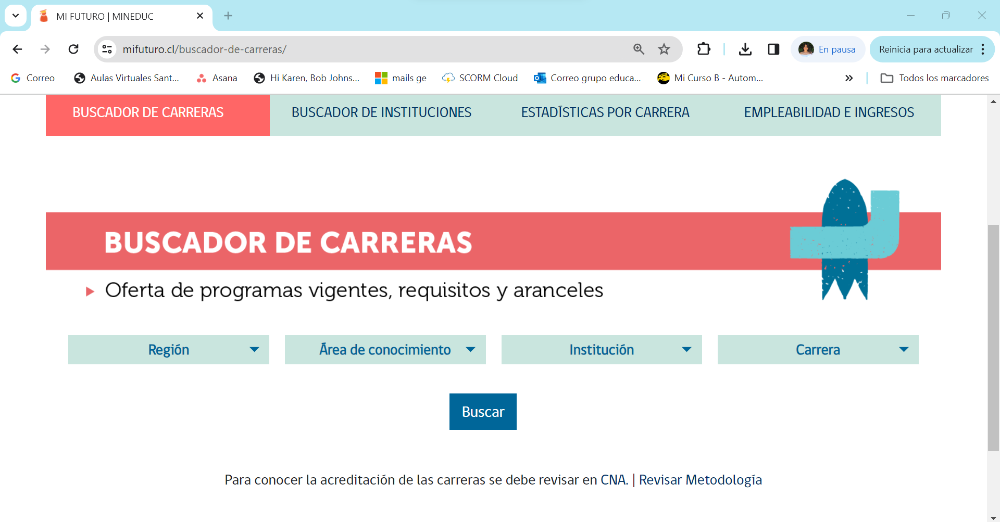 MI FUTURO | MINEDUC
mifuturo.cl/buscador-de-carreras/
En pausa
Reinicia para actualizar
Correo
Aulas Virtuales Sant...
Asana
Hi Karen, Bob Johns...
mails ge
SCORM Cloud
Correo grupo educa...
Mi Curso B - Autom...
Todos los marcadores
BUSCADOR DE CARRERAS
BUSCADOR DE INSTITUCIONES
ESTADÍSTICAS POR CARRERA
EMPLEABILIDAD E INGRESOS
BUSCADOR DE CARRERAS
Oferta de programas vigentes, requisitos y aranceles
Región
Área de conocimiento
Institución
Carrera
Buscar
Para conocer la acreditación de las carreras se debe revisar en CNA. | Revisar Metodología